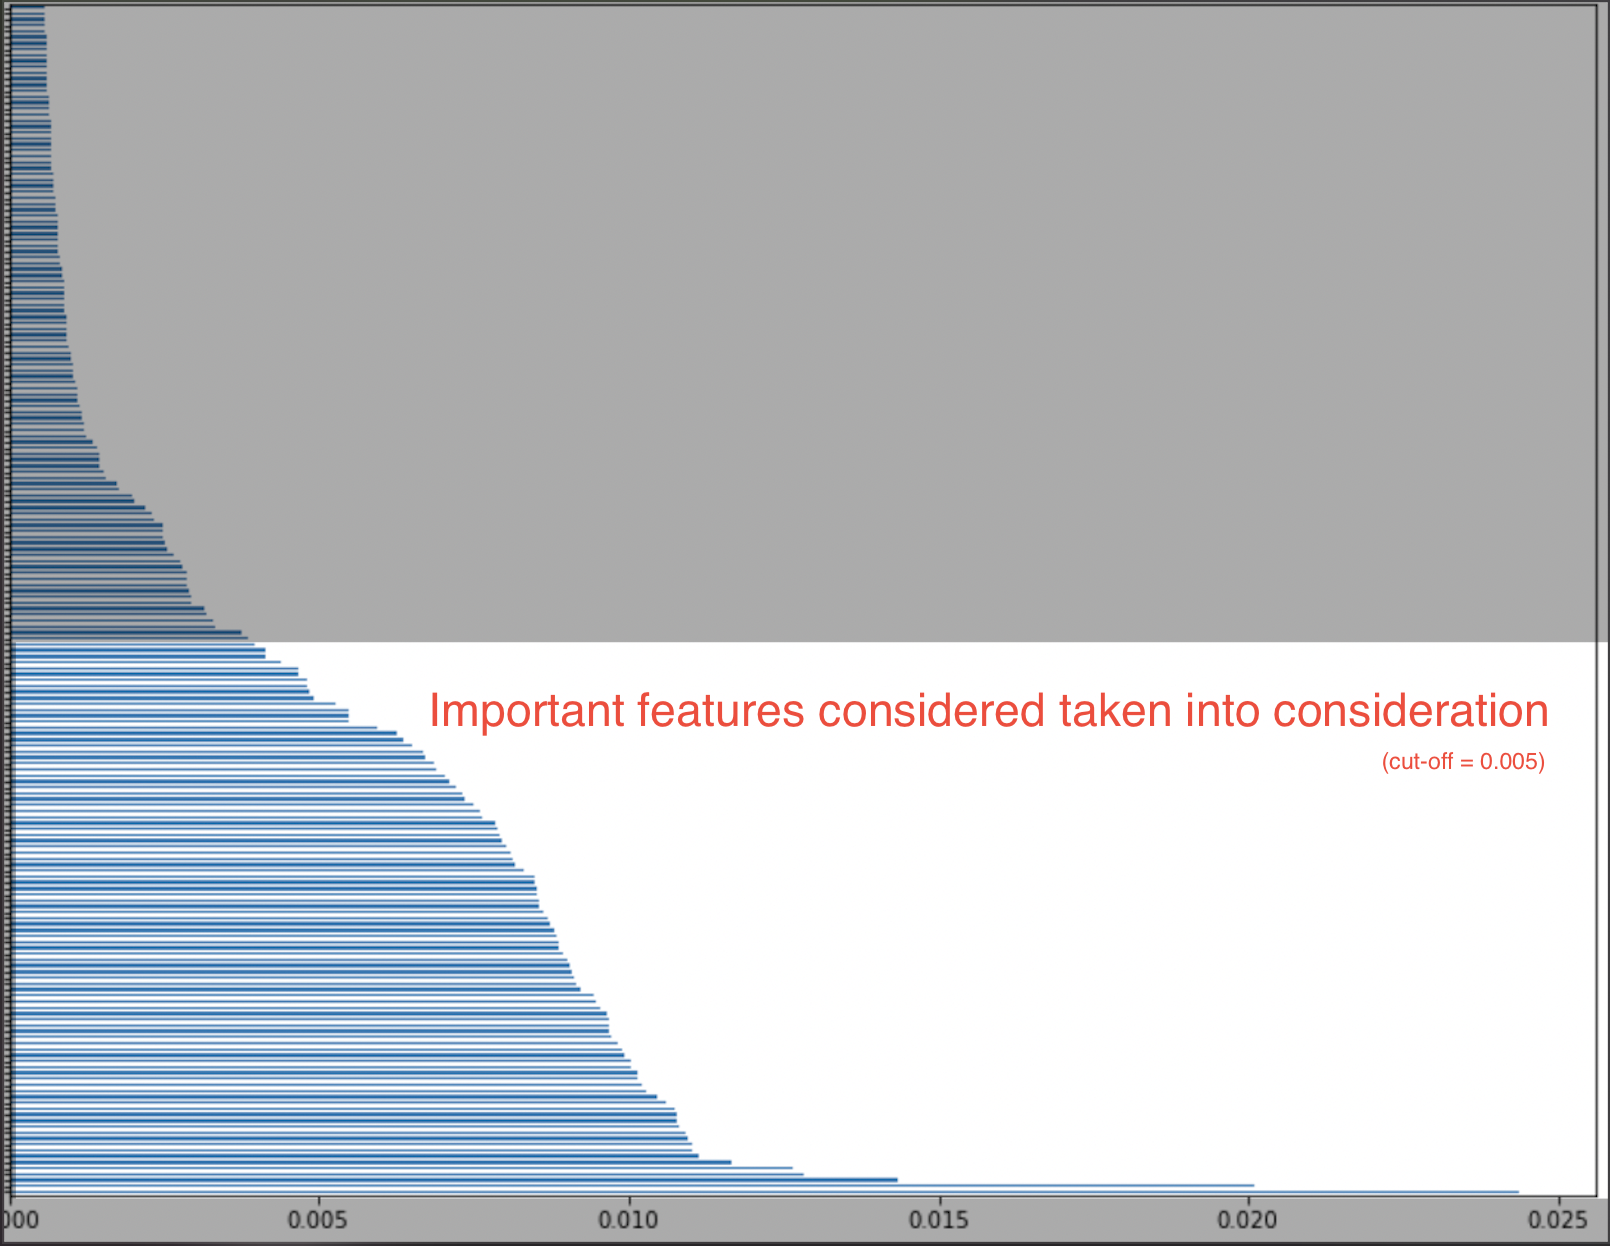 Important features considered taken into consideration
(cut-off = 0.005)
000 0.005 0.010 0.015 0.020 0.025